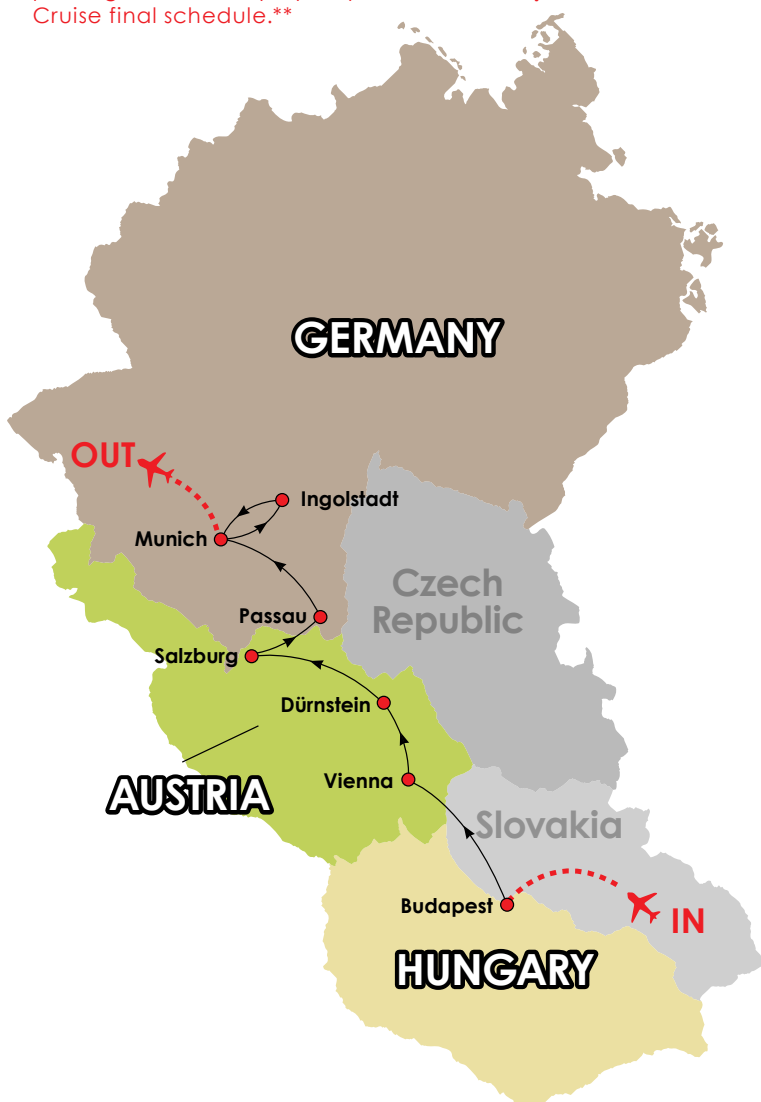 Cruise final schedule.**
GERMANY
OUT
Ingolstadt
Munich
Czech
Republic
Passau
Salzburg
Dürnstein
AUSTRIA
Vienna
Slovakia
Budapest
IN
HUNGARY